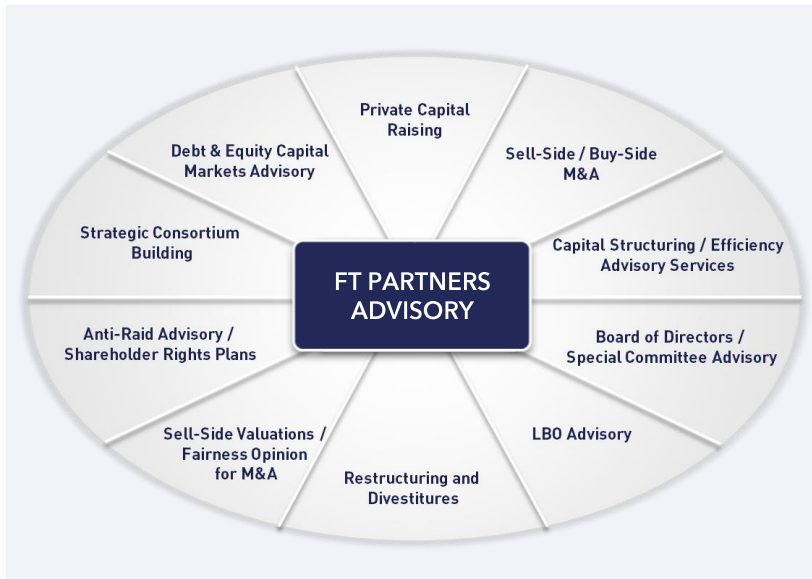 Private Capital
Raising
Sell-Side / Buy-Side
M&A
Capital Structuring / Efficiency
Advisory Services
Board of Directors /
Special Committee Advisory
LBO Advisory
Restructuring and
Divestitures
Sell-Side Valuations /
Fairness Opinion
for M&A
Anti-Raid Advisory /
Shareholder Rights Plans
Strategic Consortium
Building
Debt & Equity Capital
Markets Advisory
FT PARTNERS
ADVISORY